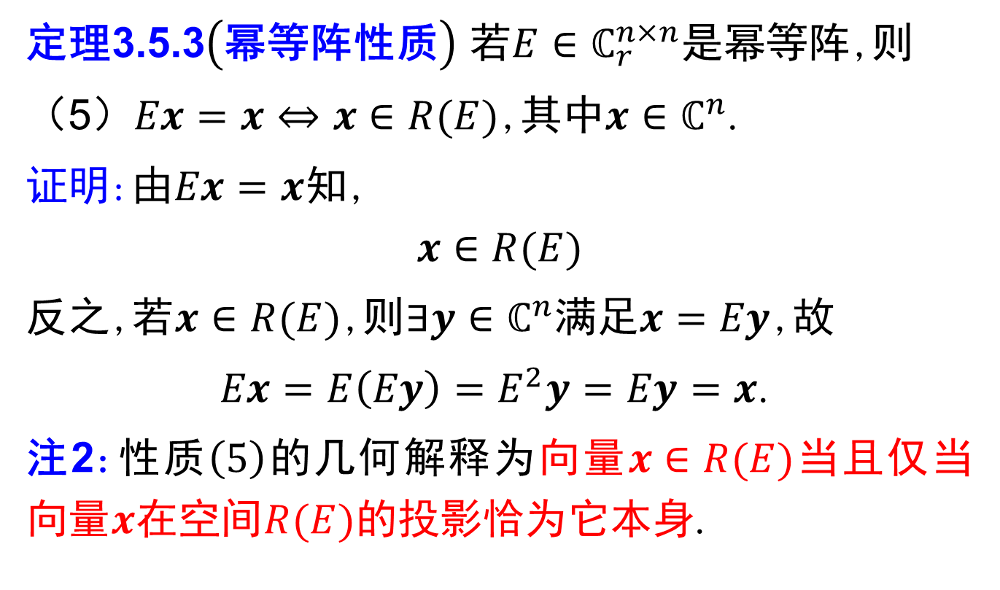 定理3.5.3(幂等阵性质) 若$E \in \mathbb{C}_r^{n \times n}$是幂等阵,则
（5）$E\boldsymbol{x} = \boldsymbol{x} \Leftrightarrow \boldsymbol{x} \in R(E)$,其中$\boldsymbol{x} \in \mathbb{C}^n$.
证明:由$E\boldsymbol{x} = \boldsymbol{x}$知,
$\boldsymbol{x} \in R(E)$
反之,若$\boldsymbol{x} \in R(E)$,则$\exists \boldsymbol{y} \in \mathbb{C}^n$满足$\boldsymbol{x} = E\boldsymbol{y}$,故
$E\boldsymbol{x} = E(E\boldsymbol{y}) = E^2\boldsymbol{y} = E\boldsymbol{y} = \boldsymbol{x}$.
注2:性质(5)的几何解释为向量$\boldsymbol{x} \in R(E)$当且仅当
向量$\boldsymbol{x}$在空间$R(E)$的投影恰为它本身.